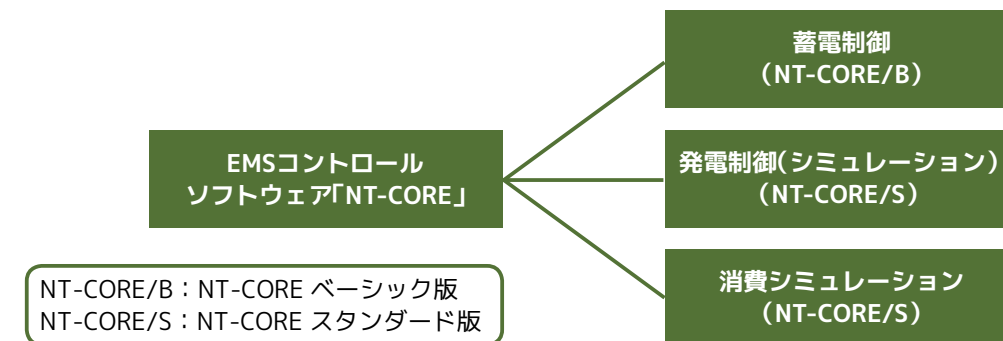 蓄電制御
（NT-CORE/B）
EMSコントロール
ソフトウェア「NT-CORE」
発電制御（シミュレーション）
（NT-CORE/S）
消費シミュレーション
（NT-CORE/S）
NT-CORE/B：NT-CORE ベーシック版
NT-CORE/S：NT-CORE スタンダード版